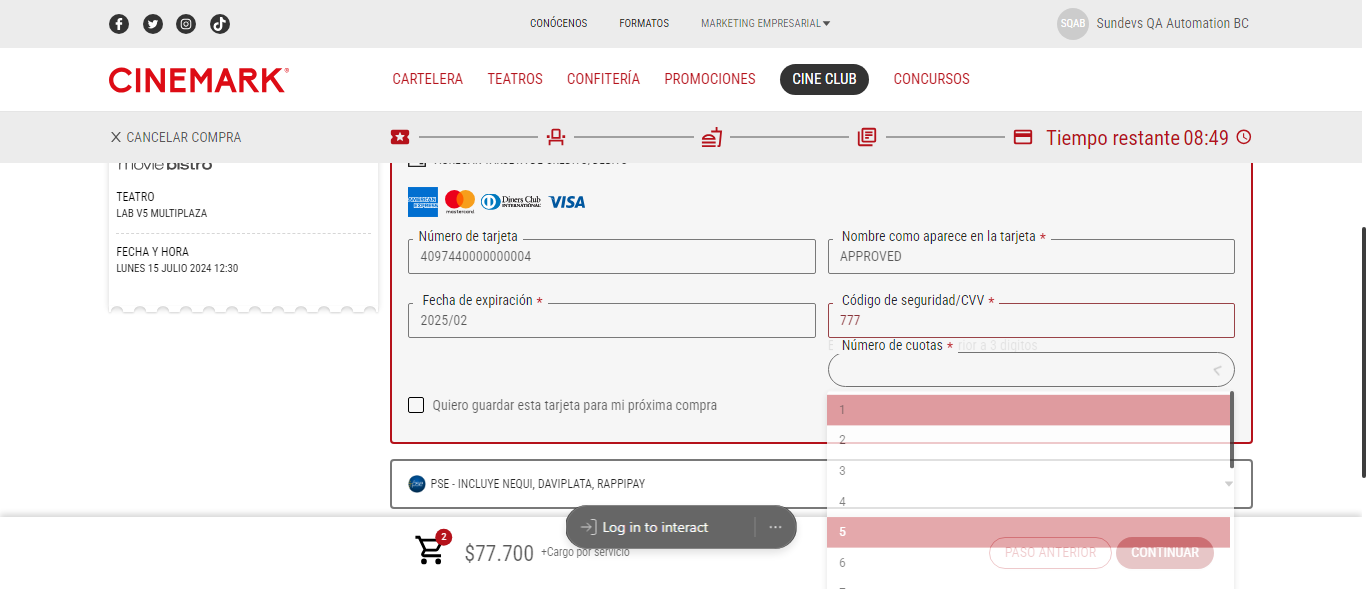 CONÓCENOS FORMATOS MARKETING EMPRESARIAL SQAB Sundevs QA Automation BC
CINEMARK
CARTELERA TEATROS CONFITERÍA PROMOCIONES CINE CLUB CONCURSOS
X CANCELAR COMPRA
Tiempo restante 08:49
movie bistro
TEATRO
LAB V5 MULTIPLAZA
FECHA Y HORA
LUNES 15 JULIO 2024 12:30
AMERICAN EXPRESS mastercard Diners Club INTERNATIONAL VISA
Número de tarjeta
4097440000000004
Nombre como aparece en la tarjeta *
APPROVED
Fecha de expiración *
2025/02
Código de seguridad/CVV *
777
Número de cuotas * rior a 3 dígitos
Quiero guardar esta tarjeta para mi próxima compra
1
2
3
4
5
6
pse PSE - INCLUYE NEQUI, DAVIPLATA, RAPPIPAY
Log in to interact
2
$77.700 +Cargo por servicio
PASO ANTERIOR CONTINUAR